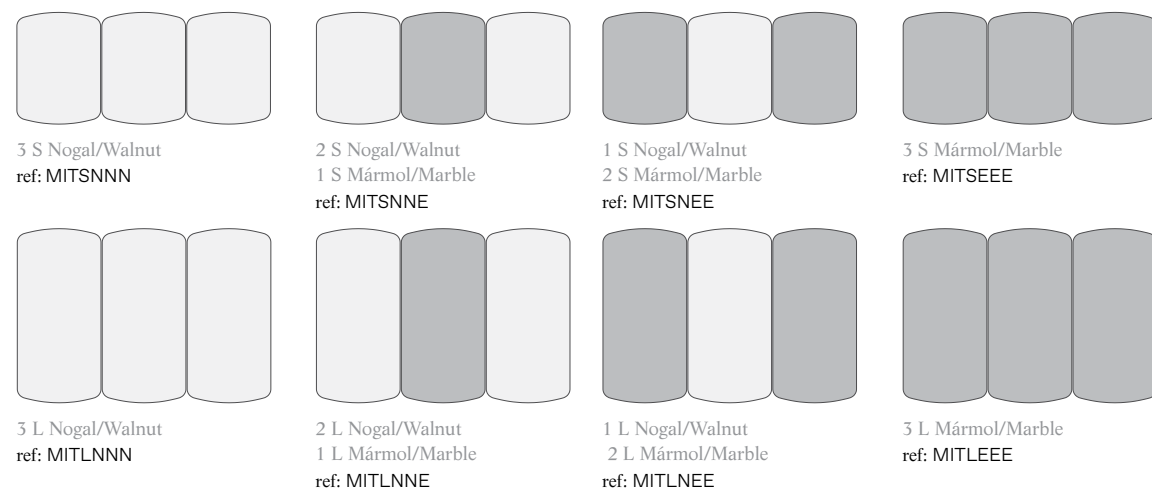 3 S Nogal/Walnut
ref: MITSNNN
2 S Nogal/Walnut
1 S Mármol/Marble
ref: MITSNNE
1 S Nogal/Walnut
2 S Mármol/Marble
ref: MITSNEE
3 S Mármol/Marble
ref: MITSEEE
3 L Nogal/Walnut
ref: MITLNNN
2 L Nogal/Walnut
1 L Mármol/Marble
ref: MITLNNE
1 L Nogal/Walnut
2 L Mármol/Marble
ref: MITLNEE
3 L Mármol/Marble
ref: MITLEEE